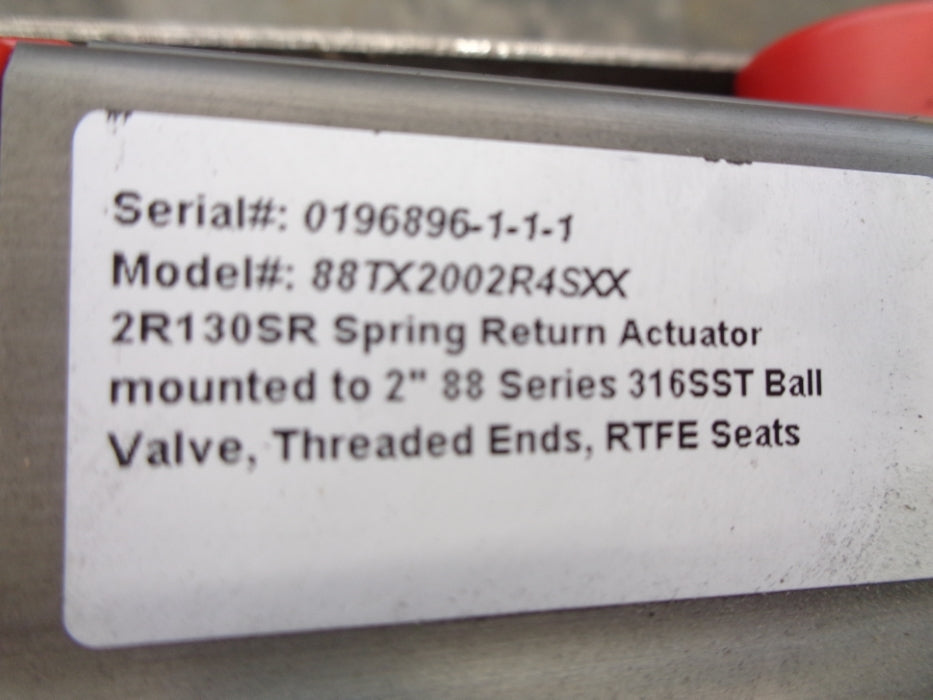 Serial#: 0196896-1-1-1
Model#: 88TX2002R4SXX
2R130SR Spring Return Actuator
mounted to 2" 88 Series 316SST Ball
Valve, Threaded Ends, RTFE Seats